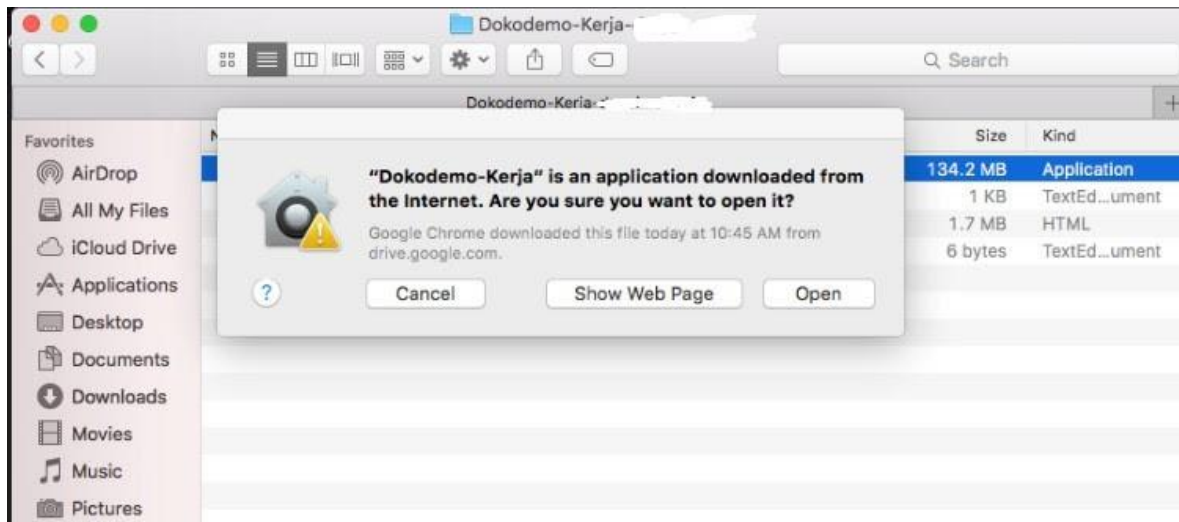 Dokodemo-Kerja-
Search
Dokodemo-Kerja-
+
Favorites
Size
Kind
AirDrop
134.2 MB
Application
All My Files
1 KB
TextEd...ument
iCloud Drive
1.7 MB
HTML
Applications
6 bytes
TextEd...ument
Desktop
Documents
Downloads
Movies
Music
Pictures
“Dokodemo-Kerja” is an application downloaded from
the Internet. Are you sure you want to open it?
Google Chrome downloaded this file today at 10:45 AM from
drive.google.com.
?
Cancel
Show Web Page
Open